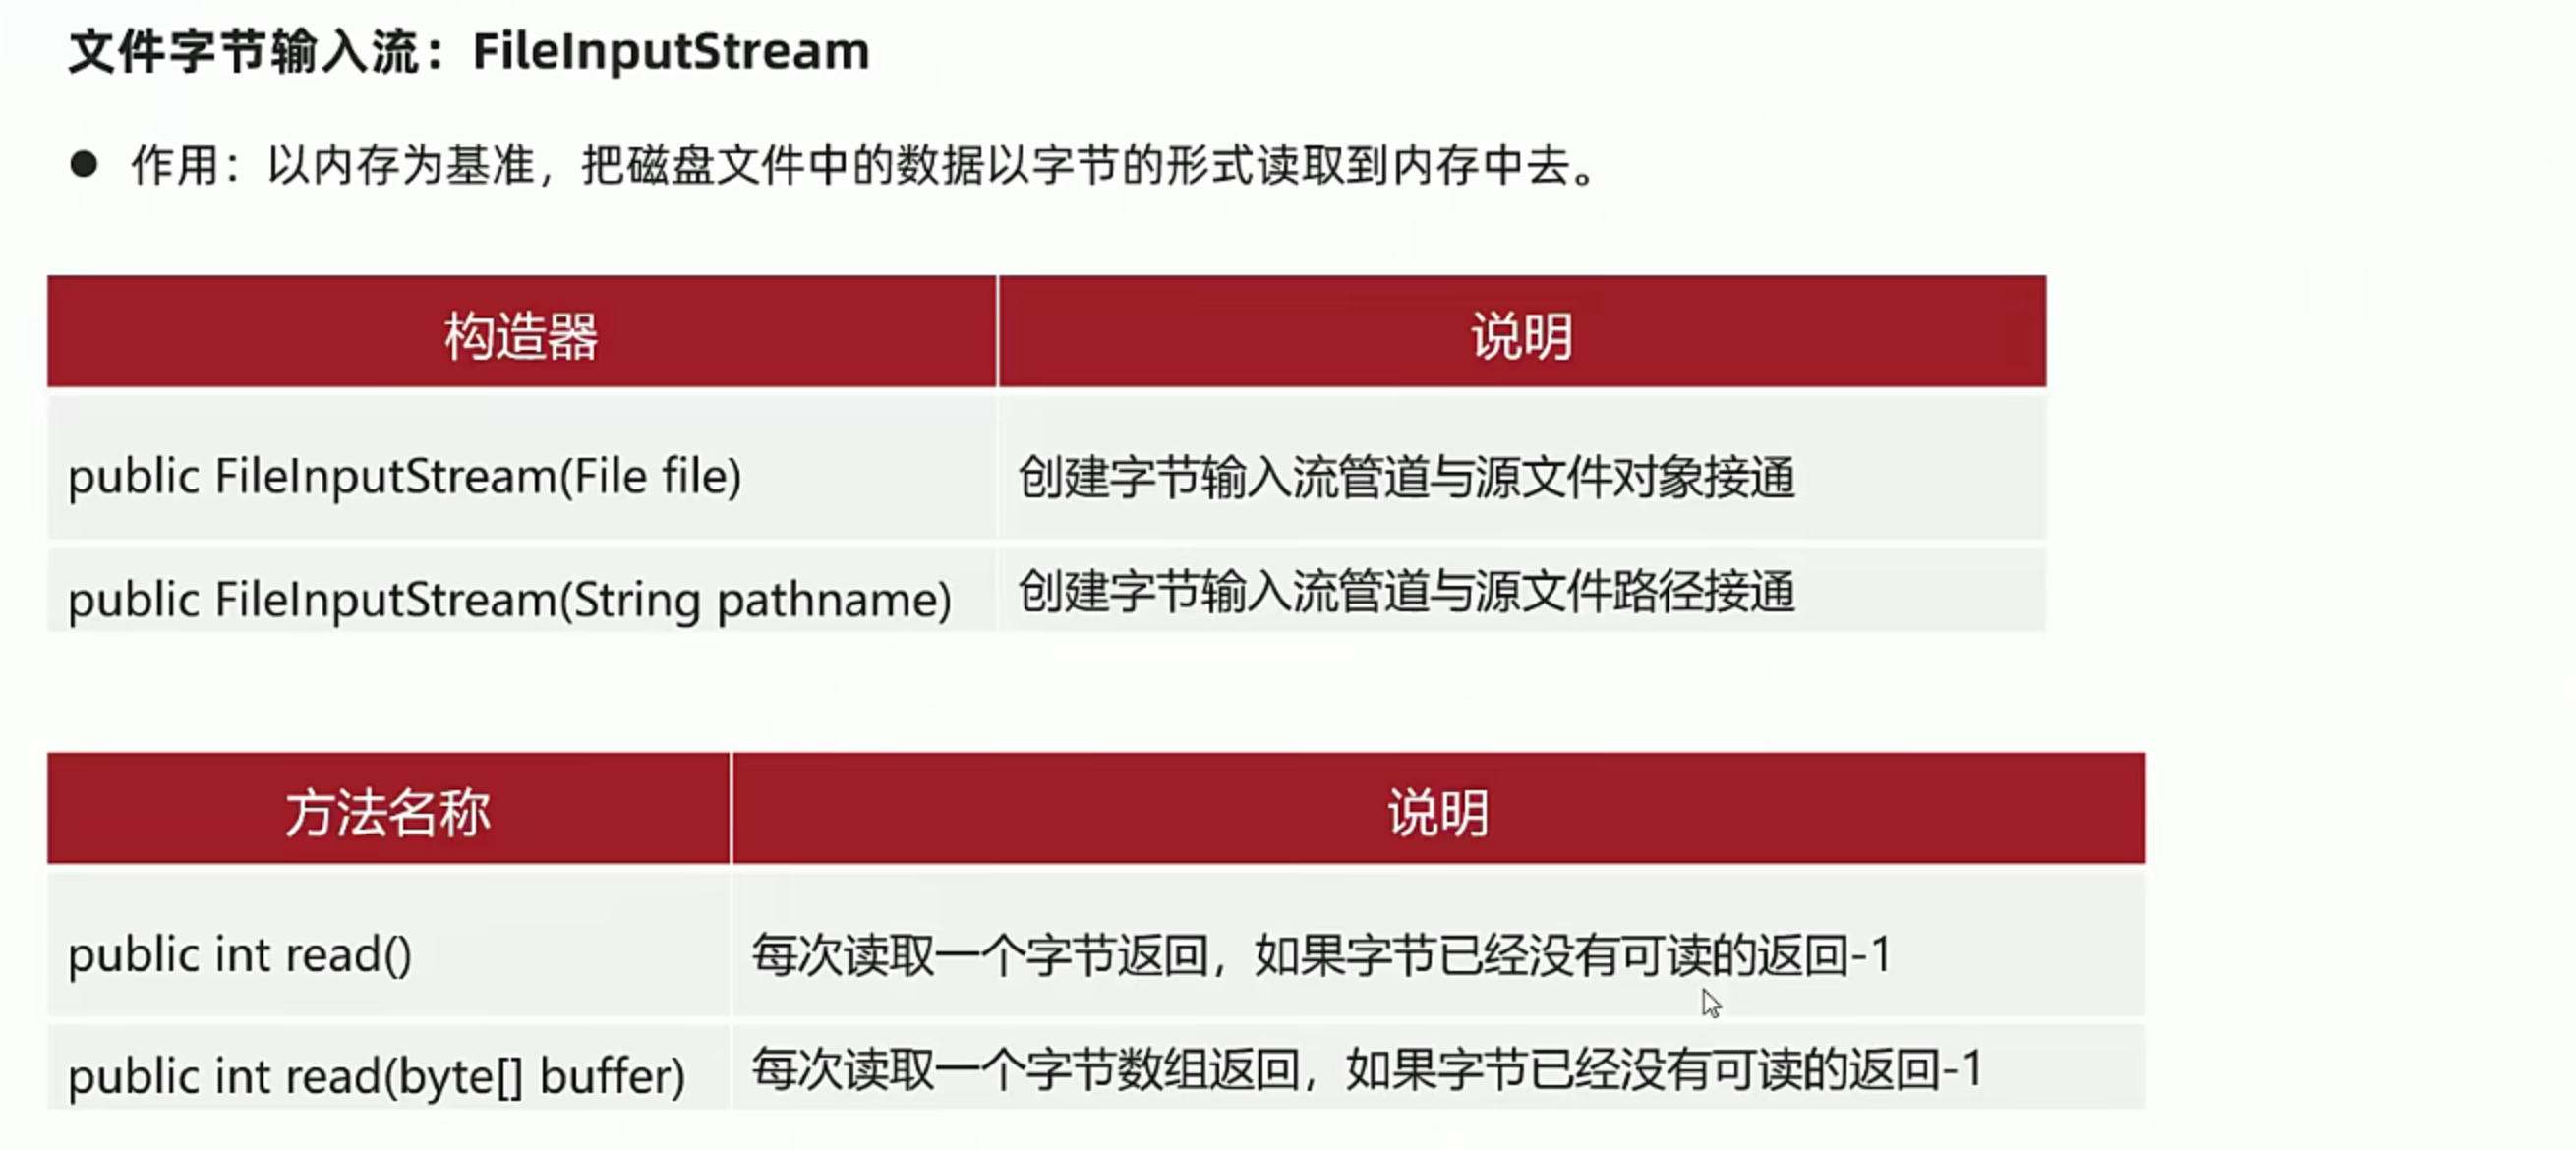 文件字节输入流：FileInputStream
● 作用：以内存为基准，把磁盘文件中的数据以字节的形式读取到内存中去。
构造器 说明
public FileInputStream(File file) 创建字节输入流管道与源文件对象接通
public FileInputStream(String pathname) 创建字节输入流管道与源文件路径接通
方法名称 说明
public int read() 每次读取一个字节返回，如果字节已经没有可读的返回-1
public int read(byte[] buffer) 每次读取一个字节数组返回，如果字节已经没有可读的返回-1